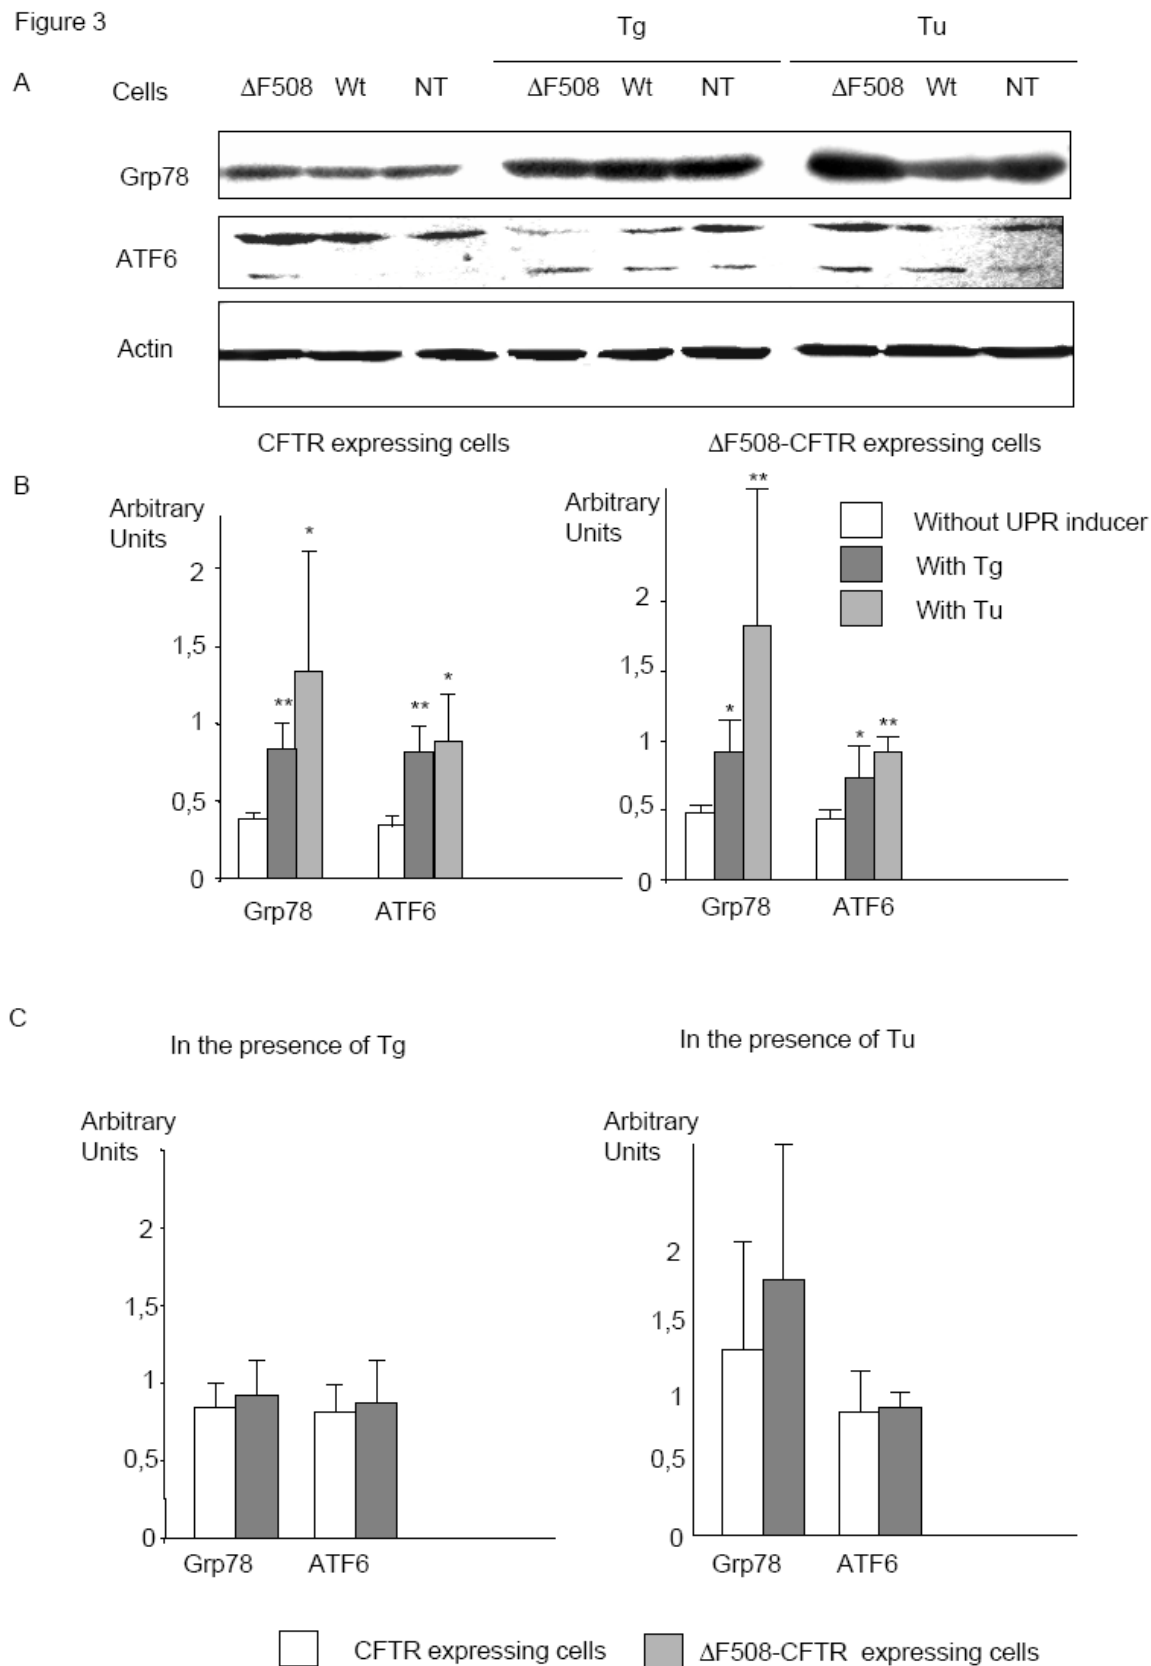 Figure 3
Tg Tu
A Cells ΔF508 Wt NT ΔF508 Wt NT ΔF508 Wt NT
Grp78
ATF6
Actin
CFTR expressing cells ΔF508-CFTR expressing cells
B
Arbitrary
Units
2
1,5
1
0,5
0
** * ** *
Grp78 ATF6
Arbitrary
Units
2
1,5
1
0,5
0
* ** * **
Grp78 ATF6
Without UPR inducer
With Tg
With Tu
C
In the presence of Tg
Arbitrary
Units
2
1,5
1
0,5
0
Grp78 ATF6
In the presence of Tu
Arbitrary
Units
2
1,5
1
0,5
0
Grp78 ATF6
CFTR expressing cells ΔF508-CFTR expressing cells